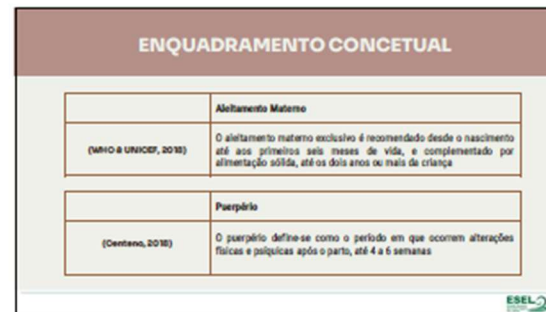 ENQUADRAMENTO CONCETUAL
Aleitamento Materno
(WHO & UNICEF, 2018)
O aleitamento materno exclusivo é recomendado desde o nascimento
até aos primeiros seis meses de vida, e complementado por
alimentação sólida, até os dois anos ou mais da criança
Puerpério
(Centeno, 2018)
O puerpério define-se como o período em que ocorrem alterações
físicas e psíquicas após o parto, até 4 a 6 semanas
ESEL